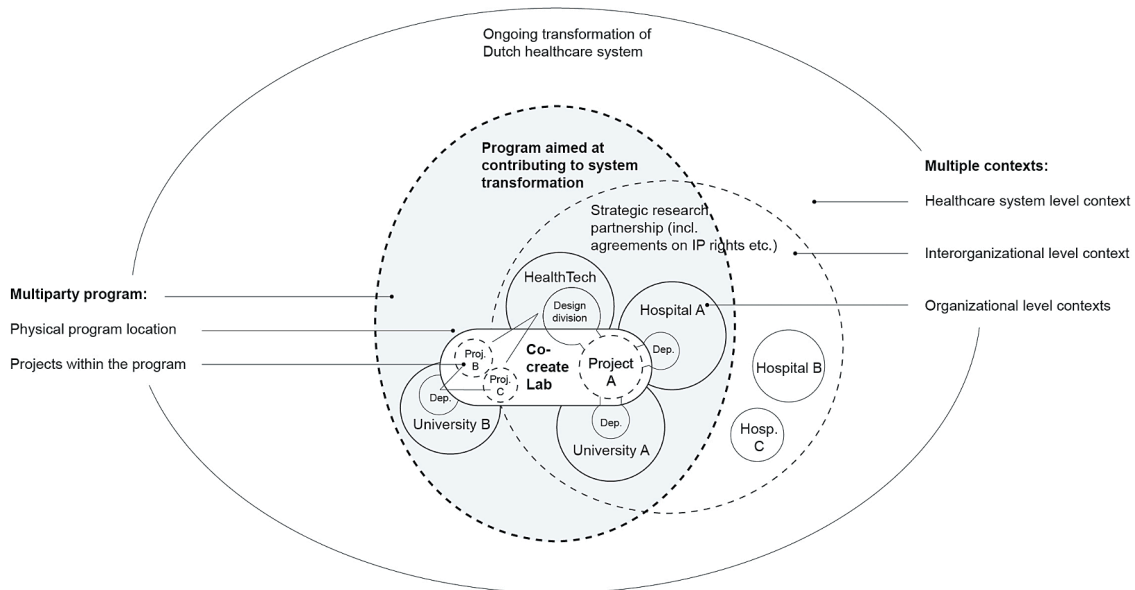 Ongoing transformation of
Dutch healthcare system
Program aimed at
contributing to system
transformation
Multiple contexts:
Healthcare system level context
Strategic research
partnership (incl.
agreements on IP rights etc.)
Interorganizational level context
HealthTech
Multiparty program:
Design
division
Hospital A
Organizational level contexts
Physical program location
Projects within the program
Proj.
B
Proj.
C
Co-
create
Lab
Project
A
Dep.
Hospital B
Dep.
University B
Dep.
University A
Hosp.
C